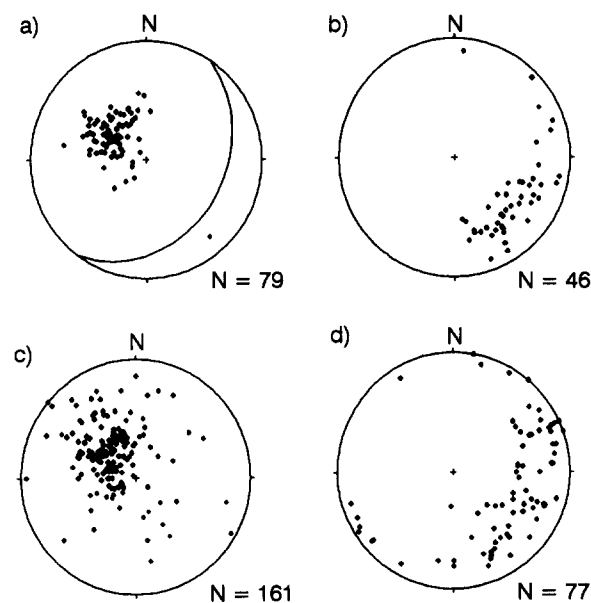 a)
N
N = 79
b)
N
N = 46
c)
N
N = 161
d)
N
N = 77